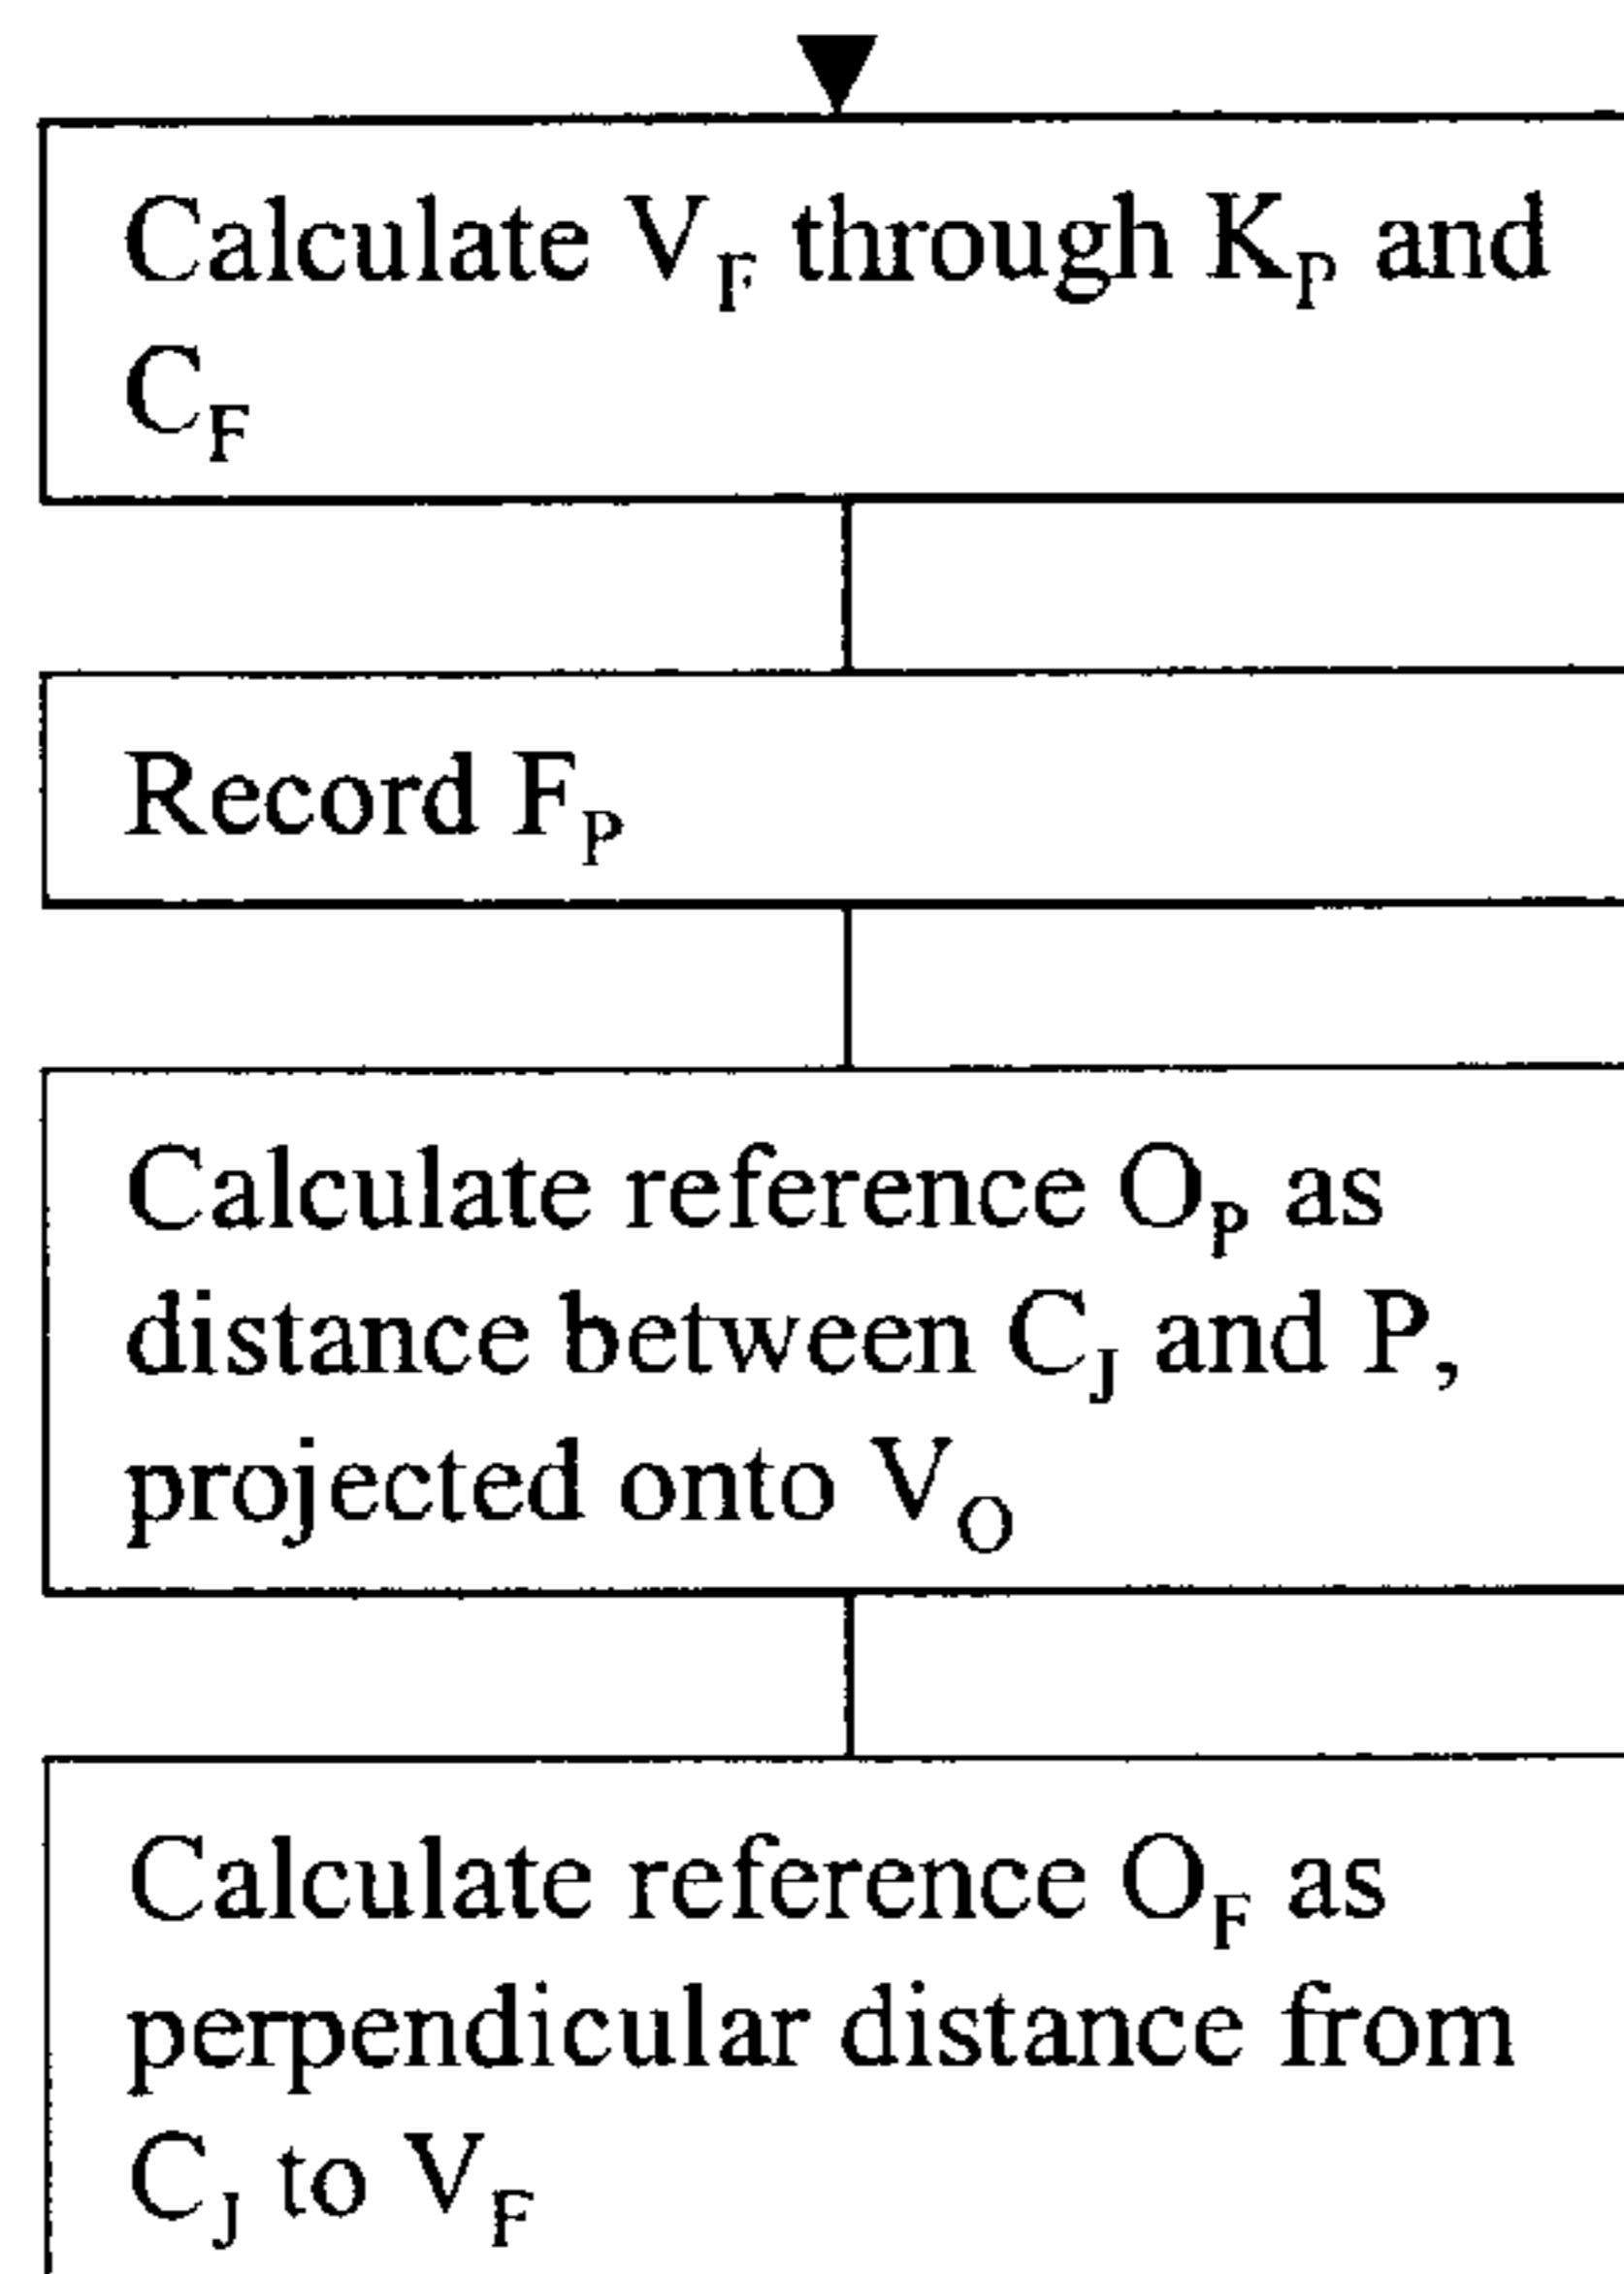 Calculate V_F through K_P and
C_F
Record F_P
Calculate reference O_P as
distance between C_J and P,
projected onto V_O
Calculate reference O_F as
perpendicular distance from
C_J to V_F